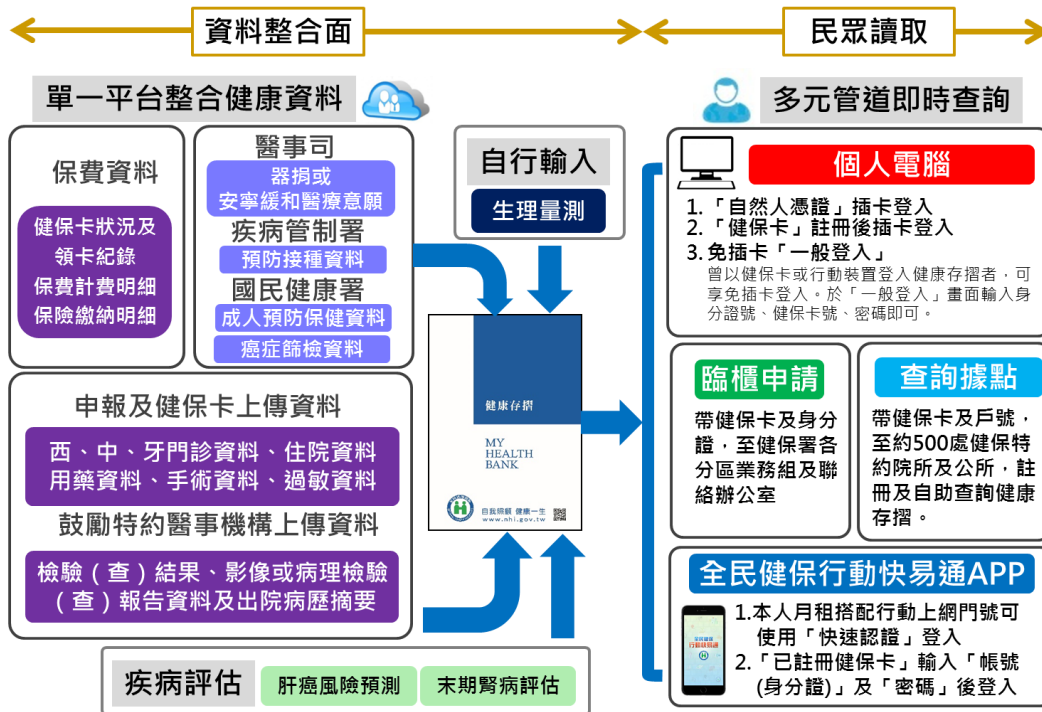 資料整合面
民眾讀取
單一平台整合健康資料
保費資料
健保卡狀況及
領卡紀錄
保費計費明細
保險繳納明細
醫事司
器捐或
安寧緩和醫療意願
疾病管制署
預防接種資料
國民健康署
成人預防保健資料
癌症篩檢資料
申報及健保卡上傳資料
西、中、牙門診資料、住院資料
用藥資料、手術資料、過敏資料
鼓勵特約醫事機構上傳資料
檢驗（查）結果、影像或病理檢驗
（查）報告資料及出院病歷摘要
疾病評估
肝癌風險預測
末期腎病評估
自行輸入
生理量測
健康存摺
MY
HEALTH
BANK
自我照顧 健康一生
www.nhi.gov.tw
多元管道即時查詢
個人電腦
1.「自然人憑證」插卡登入
2.「健保卡」註冊後插卡登入
3. 免插卡「一般登入」
曾以健保卡或行動裝置登入健康存摺者，可
享免插卡登入。於「一般登入」畫面輸入身
分證號、健保卡號、密碼即可。
臨櫃申請
帶健保卡及身分
證，至健保署各
分區業務組及聯
絡辦公室
查詢據點
帶健保卡及戶號，
至約500處健保特
約院所及公所，註
冊及自助查詢健康
存摺。
全民健保行動快易通APP
全民健保
行動快易通
1.本人月租搭配行動上網門號可
使用「快速認證」登入
2.「已註冊健保卡」輸入「帳號
(身分證)」及「密碼」後登入